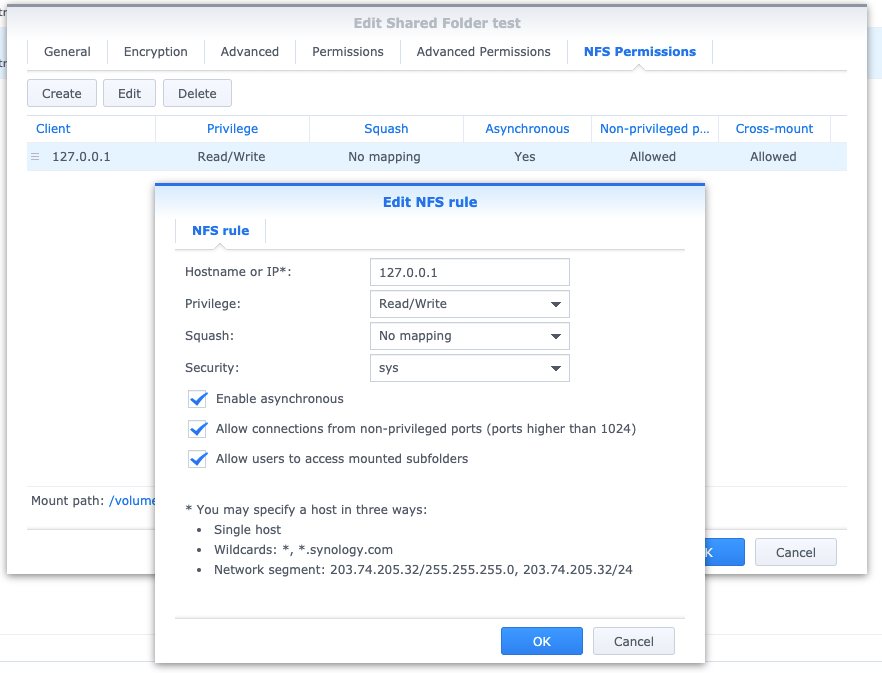 Edit Shared Folder test
General Encryption Advanced Permissions Advanced Permissions NFS Permissions
Create Edit Delete
Client Privilege Squash Asynchronous Non-privileged p... Cross-mount
127.0.0.1 Read/Write No mapping Yes Allowed Allowed
Edit NFS rule
NFS rule
Hostname or IP*: 127.0.0.1
Privilege: Read/Write
Squash: No mapping
Security: sys
Enable asynchronous
Allow connections from non-privileged ports (ports higher than 1024)
Allow users to access mounted subfolders
Mount path: /volume
* You may specify a host in three ways:
• Single host
• Wildcards: *, *.synology.com
• Network segment: 203.74.205.32/255.255.255.0, 203.74.205.32/24
K Cancel
OK Cancel